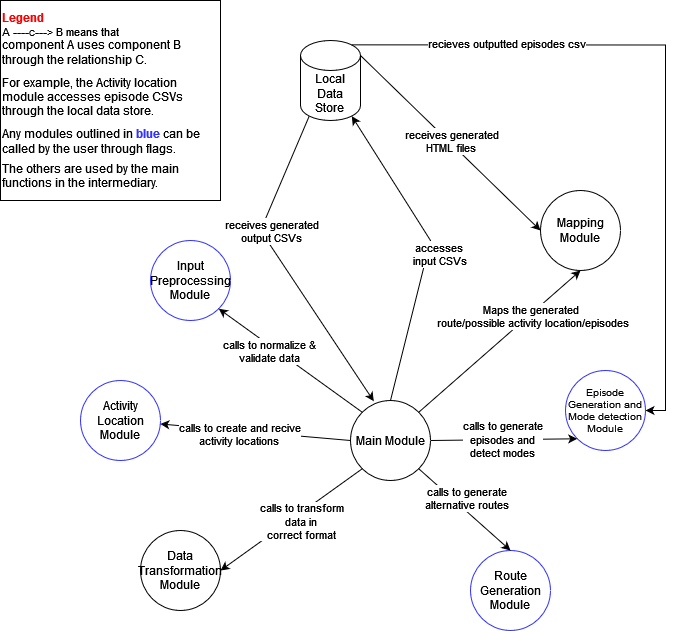 Legend
A ----c---> B means that
component A uses component B
through the relationship C.
For example, the Activity location
module accesses episode CSVs
through the local data store.
Any modules outlined in blue can be
called by the user through flags.
The others are used by the main
functions in the intermediary.
recieves outputted episodes csv
Local
Data
Store
receives generated
HTML files
Mapping
Module
receives generated
output CSVs
accesses
input CSVs
Input
Preprocessing
Module
Maps the generated
route/possible activity location/episodes
calls to normalize &
validate data
Episode
Generation and
Mode detection
Module
Activity
Location
Module
calls to create and recive
activity locations
Main Module
calls to generate
episodes and
detect modes
calls to generate
alternative routes
calls to transform
data in
correct format
Data
Transformation
Module
Route
Generation
Module